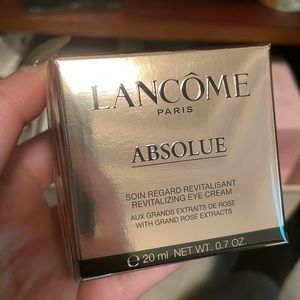 LANCÔME
PARIS
ABSOLUE
SOIN REGARD REVITALISANT
REVITALIZING EYE CREAM
AUX GRANDS EXTRAITS DE ROSE
WITH GRAND ROSE EXTRACTS
℮ 20 ml NET WT. 0.7 OZ.